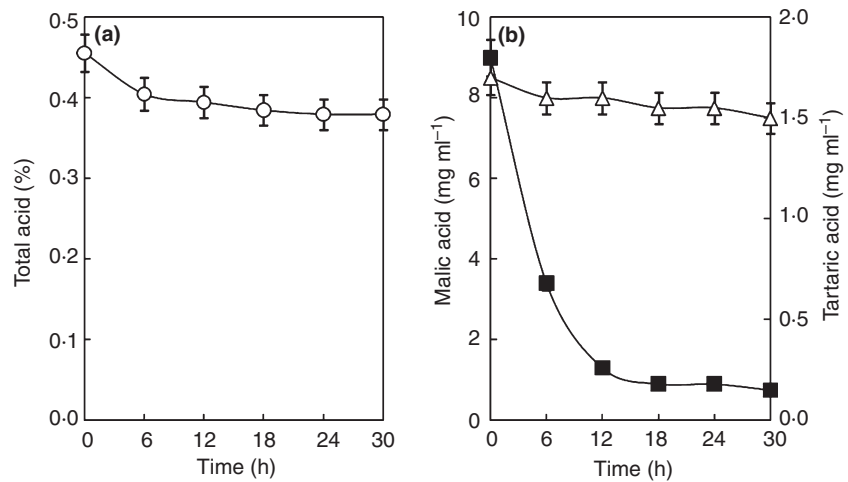 (a)
0·5
0·4
0·3
0·2
0·1
0·0
Total acid (%)
0 6 12 18 24 30
Time (h)
(b)
10
8
6
4
2
0
Malic acid (mg ml⁻¹)
2·0
1·5
1·0
0·5
0·0
Tartaric acid (mg ml⁻¹)
0 6 12 18 24 30
Time (h)